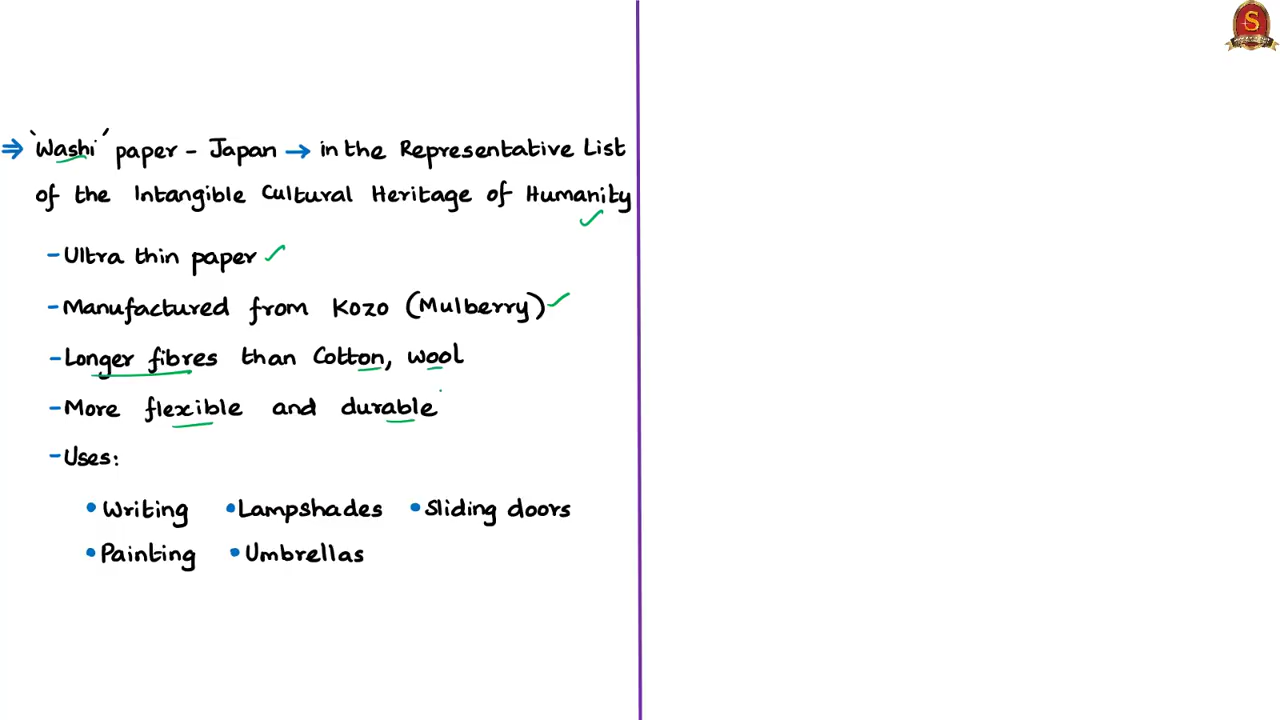 ⇒ 'Washi' paper - Japan → in the Representative List
of the Intangible Cultural Heritage of Humanity
- Ultra thin paper
- Manufactured from Kozo (Mulberry)
- Longer fibres than Cotton, wool
- More flexible and durable
- Uses:
• Writing • Lampshades • Sliding doors
• Painting • Umbrellas
S